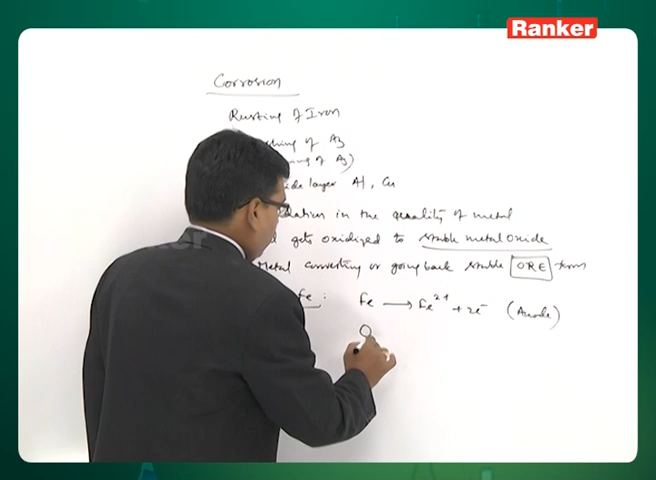 Ranker
Corrosion
Rusting of Iron
of Ag
of Ag)
layer Al, Cu
in the quality of metal
gets oxidized to stable metal oxide
Metal converting or going back stable ORE form
Fe : Fe → Fe²⁺ + 2e⁻ (Anode)
O